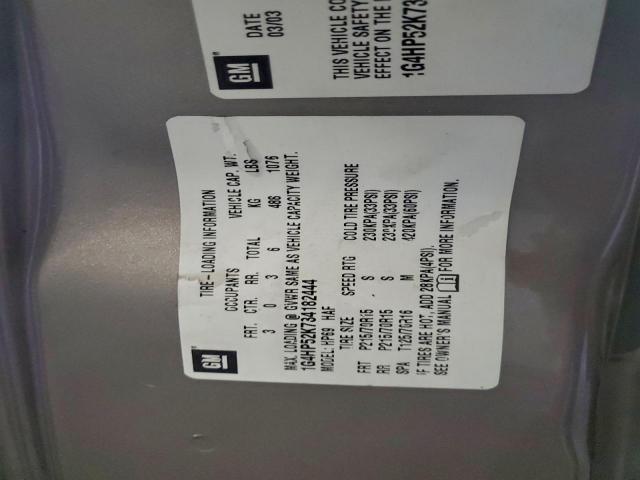 GM
DATE
03/03
THIS VEHICLE CO
VEHICLE SAFETY
EFFECT ON THE
1G4HP52K73
GM
TIRE-LOADING INFORMATION
OCCUPANTS VEHICLE CAP. WT.
FRT. CTR. RR. TOTAL KG LBS
3 0 3 6 488 1076
MAX. LOADING @ GVWR SAME AS VEHICLE CAPACITY WEIGHT.
1G4HP52K734182444
MODEL: HP69 HAF
TIRE SIZE SPEED RTG COLD TIRE PRESSURE
FRT P215/70R15 S 230KPA(33PSI)
RR P215/70R15 S 230KPA(33PSI)
SPA T125/70R16 M 420KPA(60PSI)
IF TIRES ARE HOT, ADD 28KPA(4PSI).
SEE OWNER'S MANUAL FOR MORE INFORMATION.